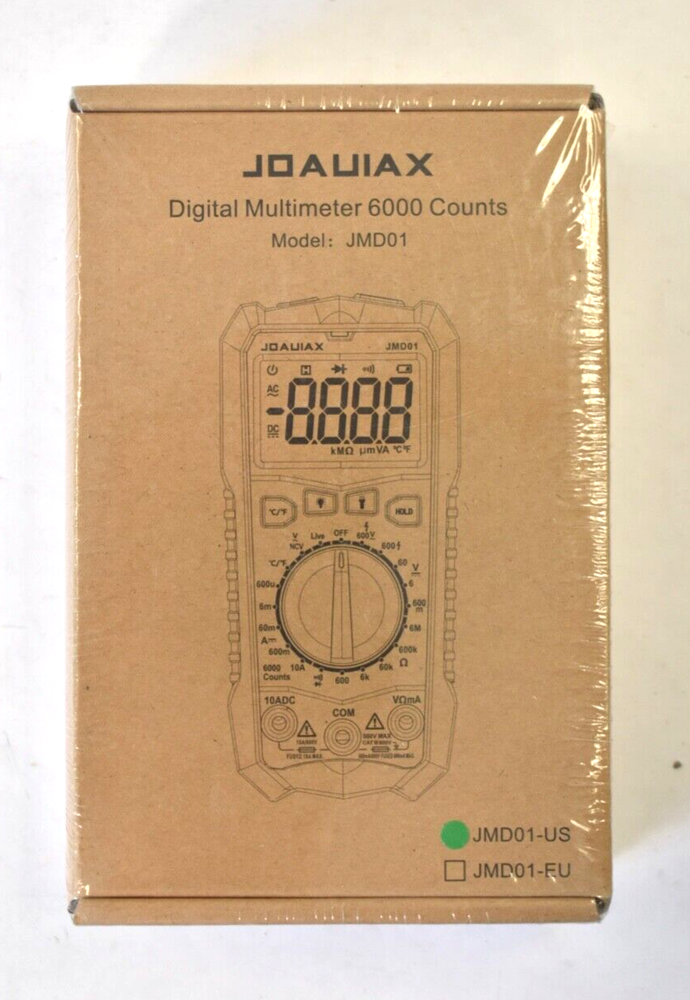 JOAUIAX
Digital Multimeter 6000 Counts
Model: JMD01
JOAUIAX JMD01
H
AC
-8.8.8.8
DC
kMΩ μmVA °C°F
°C/°F HOLD
V NCV Live OFF 600V 600
°C/°F 60 V
600u 6
6m 600m
60m 6M
A
600m 600k
Ω
6000 Counts 10A 600 6k 60k
10ADC COM VΩmA
JMD01-US
JMD01-EU